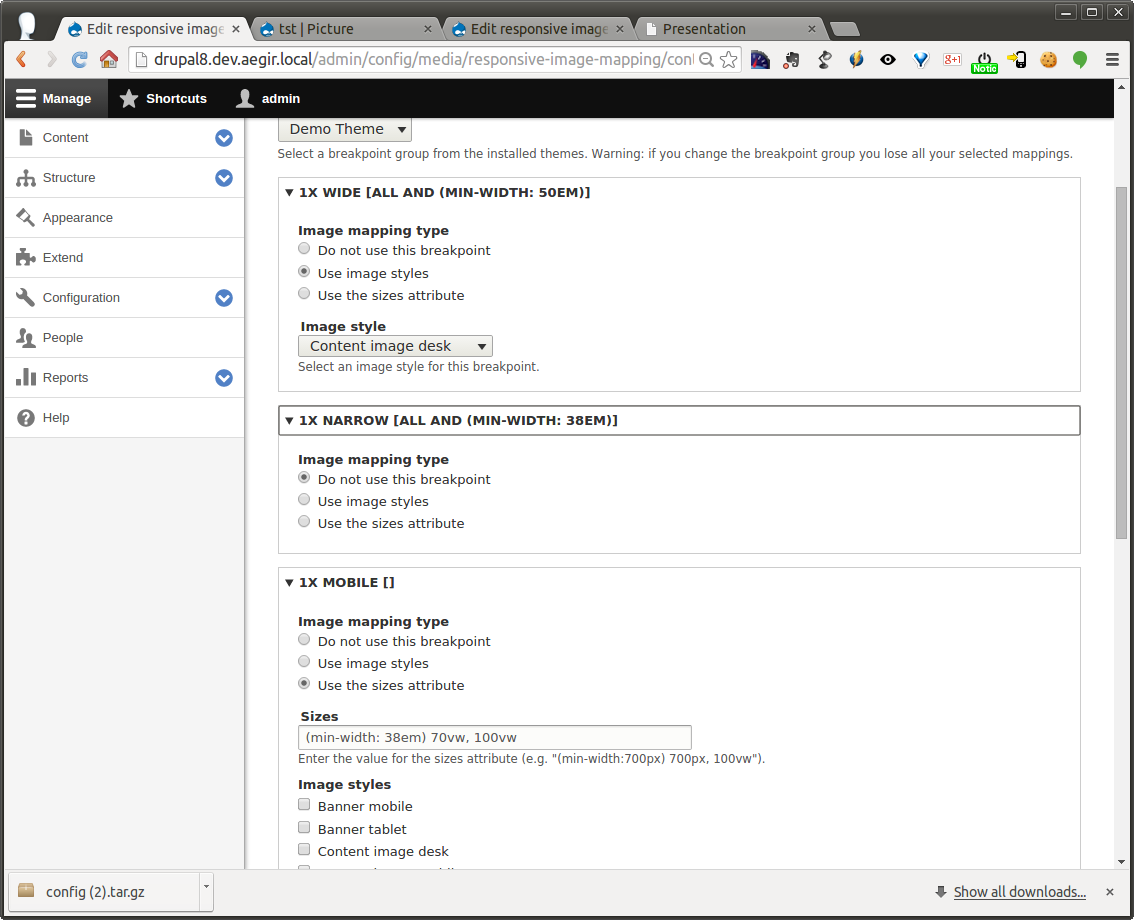 Edit responsive image
tst | Picture
Edit responsive image
Presentation
drupal8.dev.aegir.local/admin/config/media/responsive-image-mapping/cont
g+1
Notic
Manage
Shortcuts
admin
Content
Structure
Appearance
Extend
Configuration
People
Reports
Help
Demo Theme
Select a breakpoint group from the installed themes. Warning: if you change the breakpoint group you lose all your selected mappings.
1X WIDE [ALL AND (MIN-WIDTH: 50EM)]
Image mapping type
Do not use this breakpoint
Use image styles
Use the sizes attribute
Image style
Content image desk
Select an image style for this breakpoint.
1X NARROW [ALL AND (MIN-WIDTH: 38EM)]
Image mapping type
Do not use this breakpoint
Use image styles
Use the sizes attribute
1X MOBILE []
Image mapping type
Do not use this breakpoint
Use image styles
Use the sizes attribute
Sizes
(min-width: 38em) 70vw, 100vw
Enter the value for the sizes attribute (e.g. "(min-width:700px) 700px, 100vw").
Image styles
Banner mobile
Banner tablet
Content image desk
config (2).tar.gz
Show all downloads...